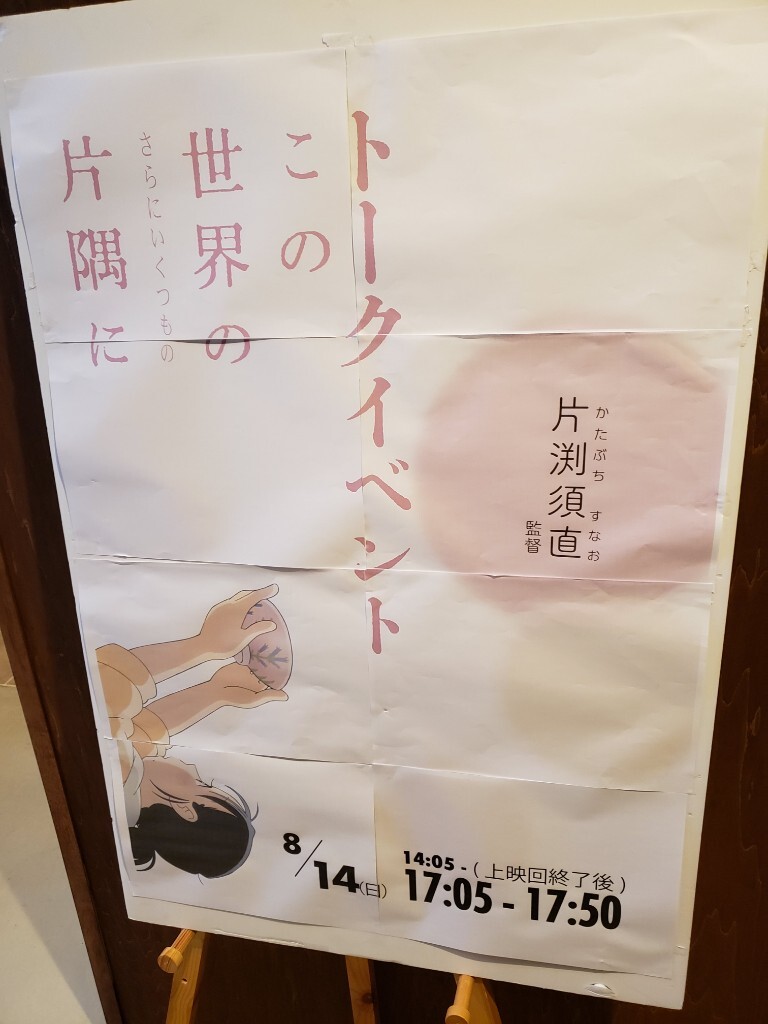 トークイベント
この
世界の
さらにいくつもの
片隅に
かたぶち すなお
片渕須直
監督
8/14(日)
14:05 - (上映回終了後)
17:05 - 17:50